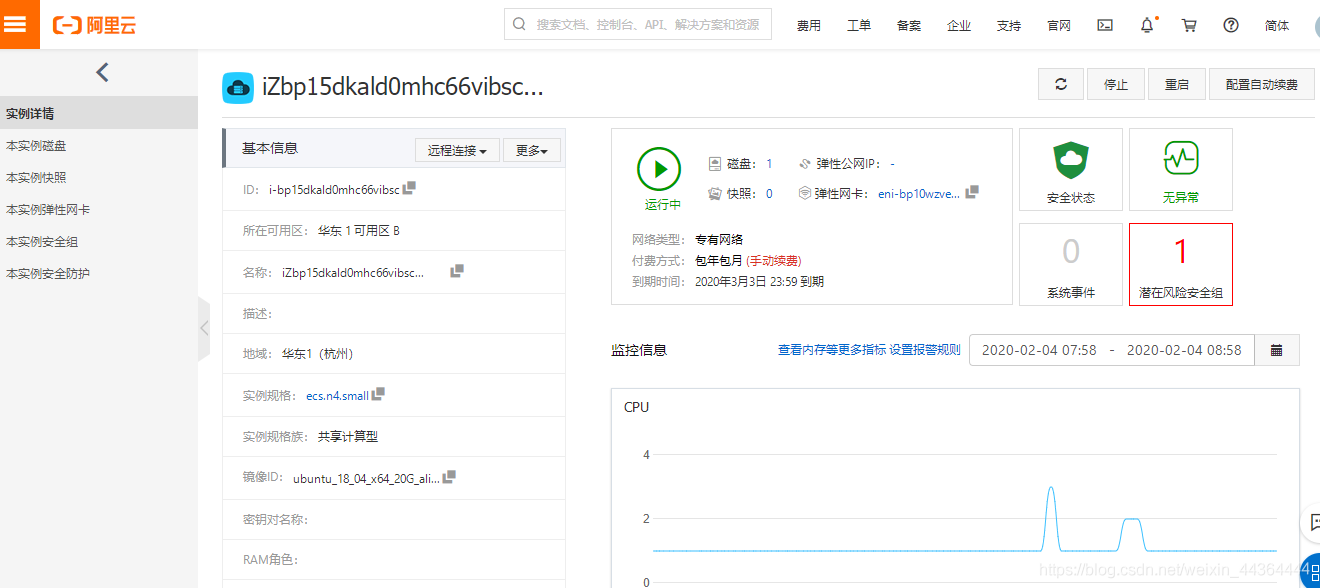 阿里云
搜索文档、控制台、API、解决方案和资源
费用 工单 备案 企业 支持 官网 简体
iZbp15dkald0mhc66vibsc...
停止 重启 配置自动续费
实例详情
本实例磁盘
本实例快照
本实例弹性网卡
本实例安全组
本实例安全防护
基本信息 远程连接 更多
ID: i-bp15dkald0mhc66vibsc
所在可用区: 华东 1 可用区 B
名称: iZbp15dkald0mhc66vibsc...
描述:
地域: 华东1（杭州）
实例规格: ecs.n4.small
实例规格族: 共享计算型
镜像ID: ubuntu_18_04_x64_20G_ali...
密钥对名称:
RAM角色:
运行中
磁盘: 1 弹性公网IP: -
快照: 0 弹性网卡: eni-bp10wzve...
网络类型: 专有网络
付费方式: 包年包月 (手动续费)
到期时间: 2020年3月3日 23:59 到期
安全状态
无异常
0
系统事件
1
潜在风险安全组
监控信息 查看内存等更多指标 设置报警规则 2020-02-04 07:58 - 2020-02-04 08:58
CPU
4
2
0
https://blog.csdn.net/weixin_44364444